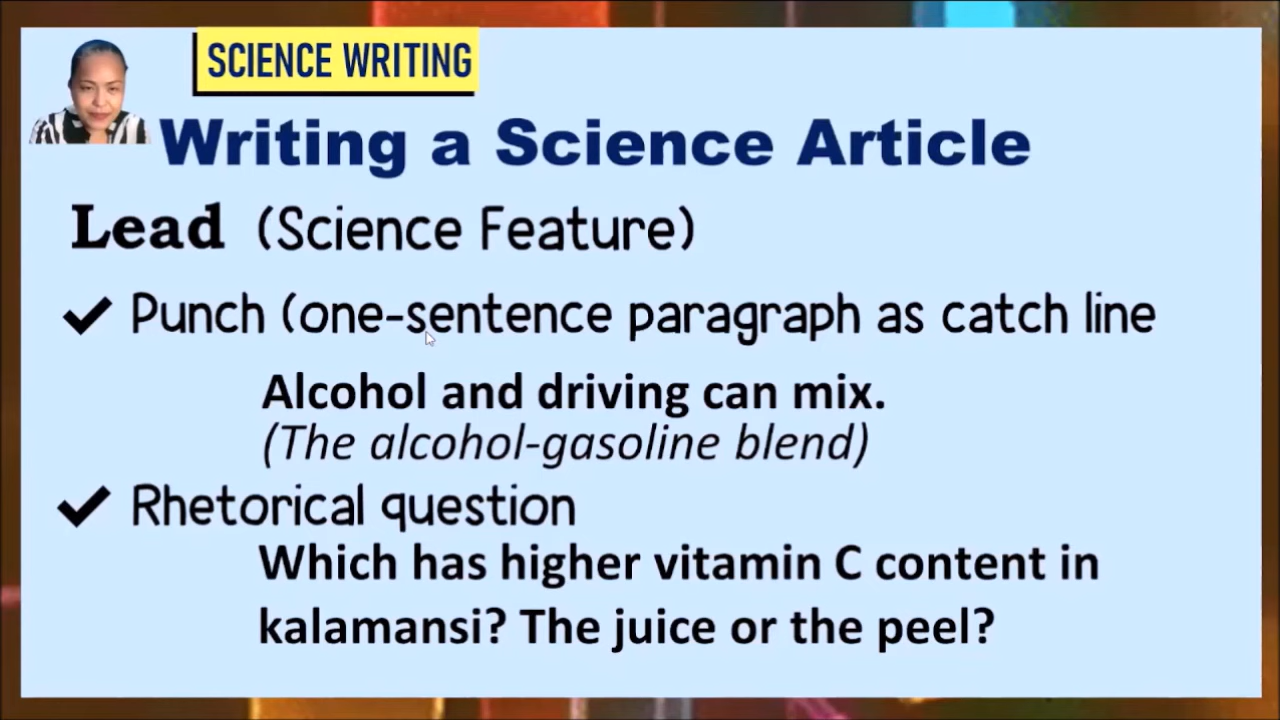 SCIENCE WRITING
Writing a Science Article
Lead (Science Feature)
✔ Punch (one-sentence paragraph as catch line
Alcohol and driving can mix.
(The alcohol-gasoline blend)
✔ Rhetorical question
Which has higher vitamin C content in
kalamansi? The juice or the peel?